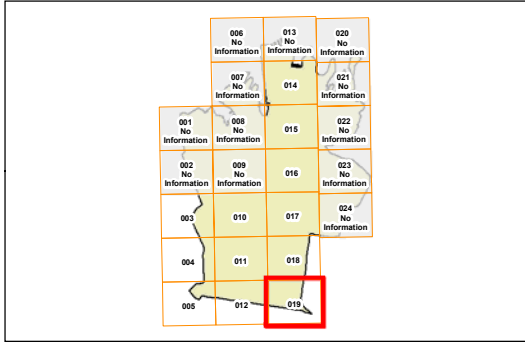 006
No
Information
013
No
Information
020
No
Information
007
No
Information
014
021
No
Information
001
No
Information
008
No
Information
015
022
No
Information
002
No
Information
009
No
Information
016
023
No
Information
003
010
017
024
No
Information
004
011
018
005
012
019